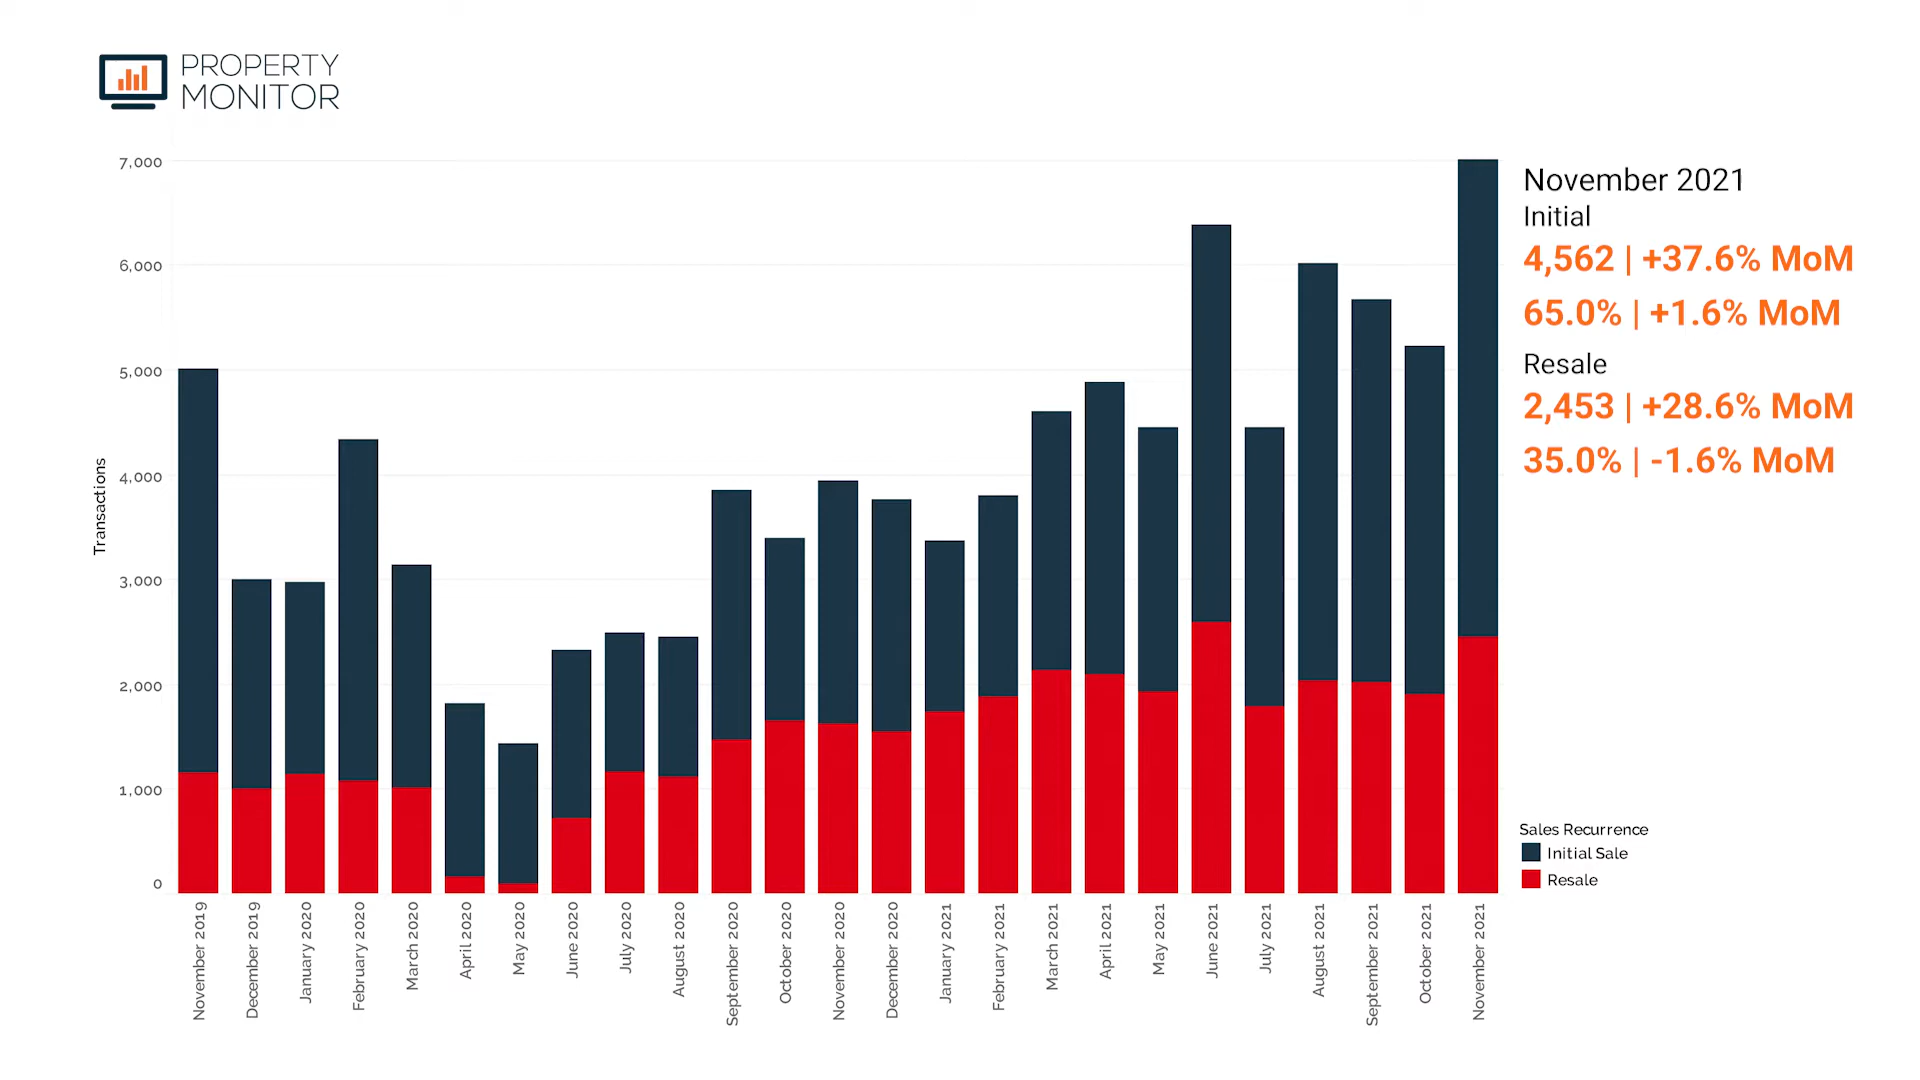 PROPERTY
MONITOR
7,000
6,000
5,000
4,000
3,000
2,000
1,000
0
Transactions
November 2019
December 2019
January 2020
February 2020
March 2020
April 2020
May 2020
June 2020
July 2020
August 2020
September 2020
October 2020
November 2020
December 2020
January 2021
February 2021
March 2021
April 2021
May 2021
June 2021
July 2021
August 2021
September 2021
October 2021
November 2021
November 2021
Initial
4,562 | +37.6% MoM
65.0% | +1.6% MoM
Resale
2,453 | +28.6% MoM
35.0% | -1.6% MoM
Sales Recurrence
Initial Sale
Resale